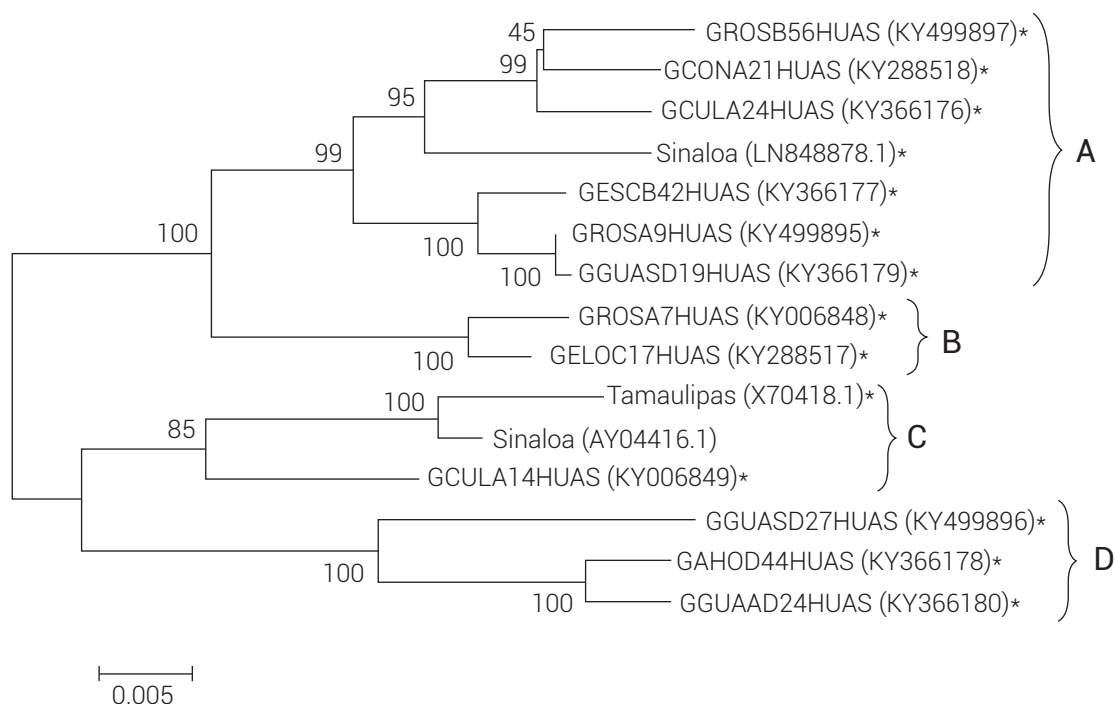 45
GROSB56HUAS (KY499897)*
99
GCONA21HUAS (KY288518)*
95
GCULA24HUAS (KY366176)*
99
Sinaloa (LN848878.1)*
A
GESCB42HUAS (KY366177)*
100
GROSA9HUAS (KY499895)*
100
100
GGUASD19HUAS (KY366179)*
GROSA7HUAS (KY006848)*
B
100
GELOC17HUAS (KY288517)*
100
Tamaulipas (X70418.1)*
85
Sinaloa (AY04416.1)
C
GCULA14HUAS (KY006849)*
GGUASD27HUAS (KY499896)*
100
GAHOD44HUAS (KY366178)*
D
100
GGUAAD24HUAS (KY366180)*
0.005